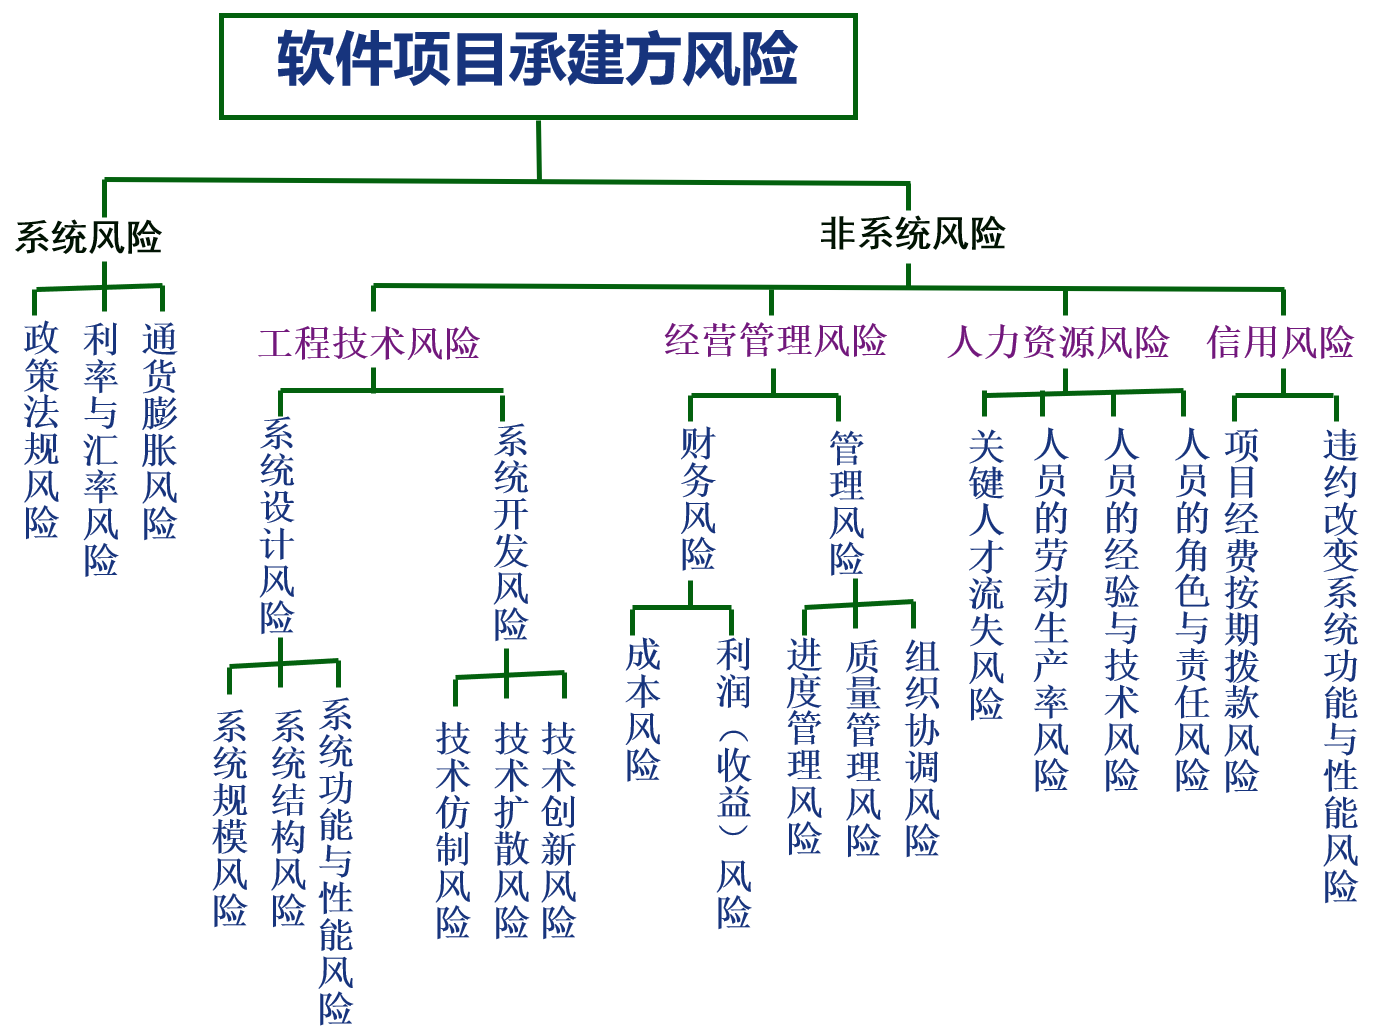 软件项目承建方风险
系统风险
非系统风险
政策法规风险
利率与汇率风险
通货膨胀风险
工程技术风险
经营管理风险
人力资源风险
信用风险
系统设计风险
系统开发风险
财务风险
管理风险
关键人才流失风险
人员的劳动生产率风险
人员的经验与技术风险
人员的角色与责任风险
项目经费按期拨款风险
违约改变系统功能与性能风险
系统规模风险
系统结构风险
系统功能与性能风险
技术仿制风险
技术扩散风险
技术创新风险
成本风险
利润（收益）风险
进度管理风险
质量管理风险
组织协调风险